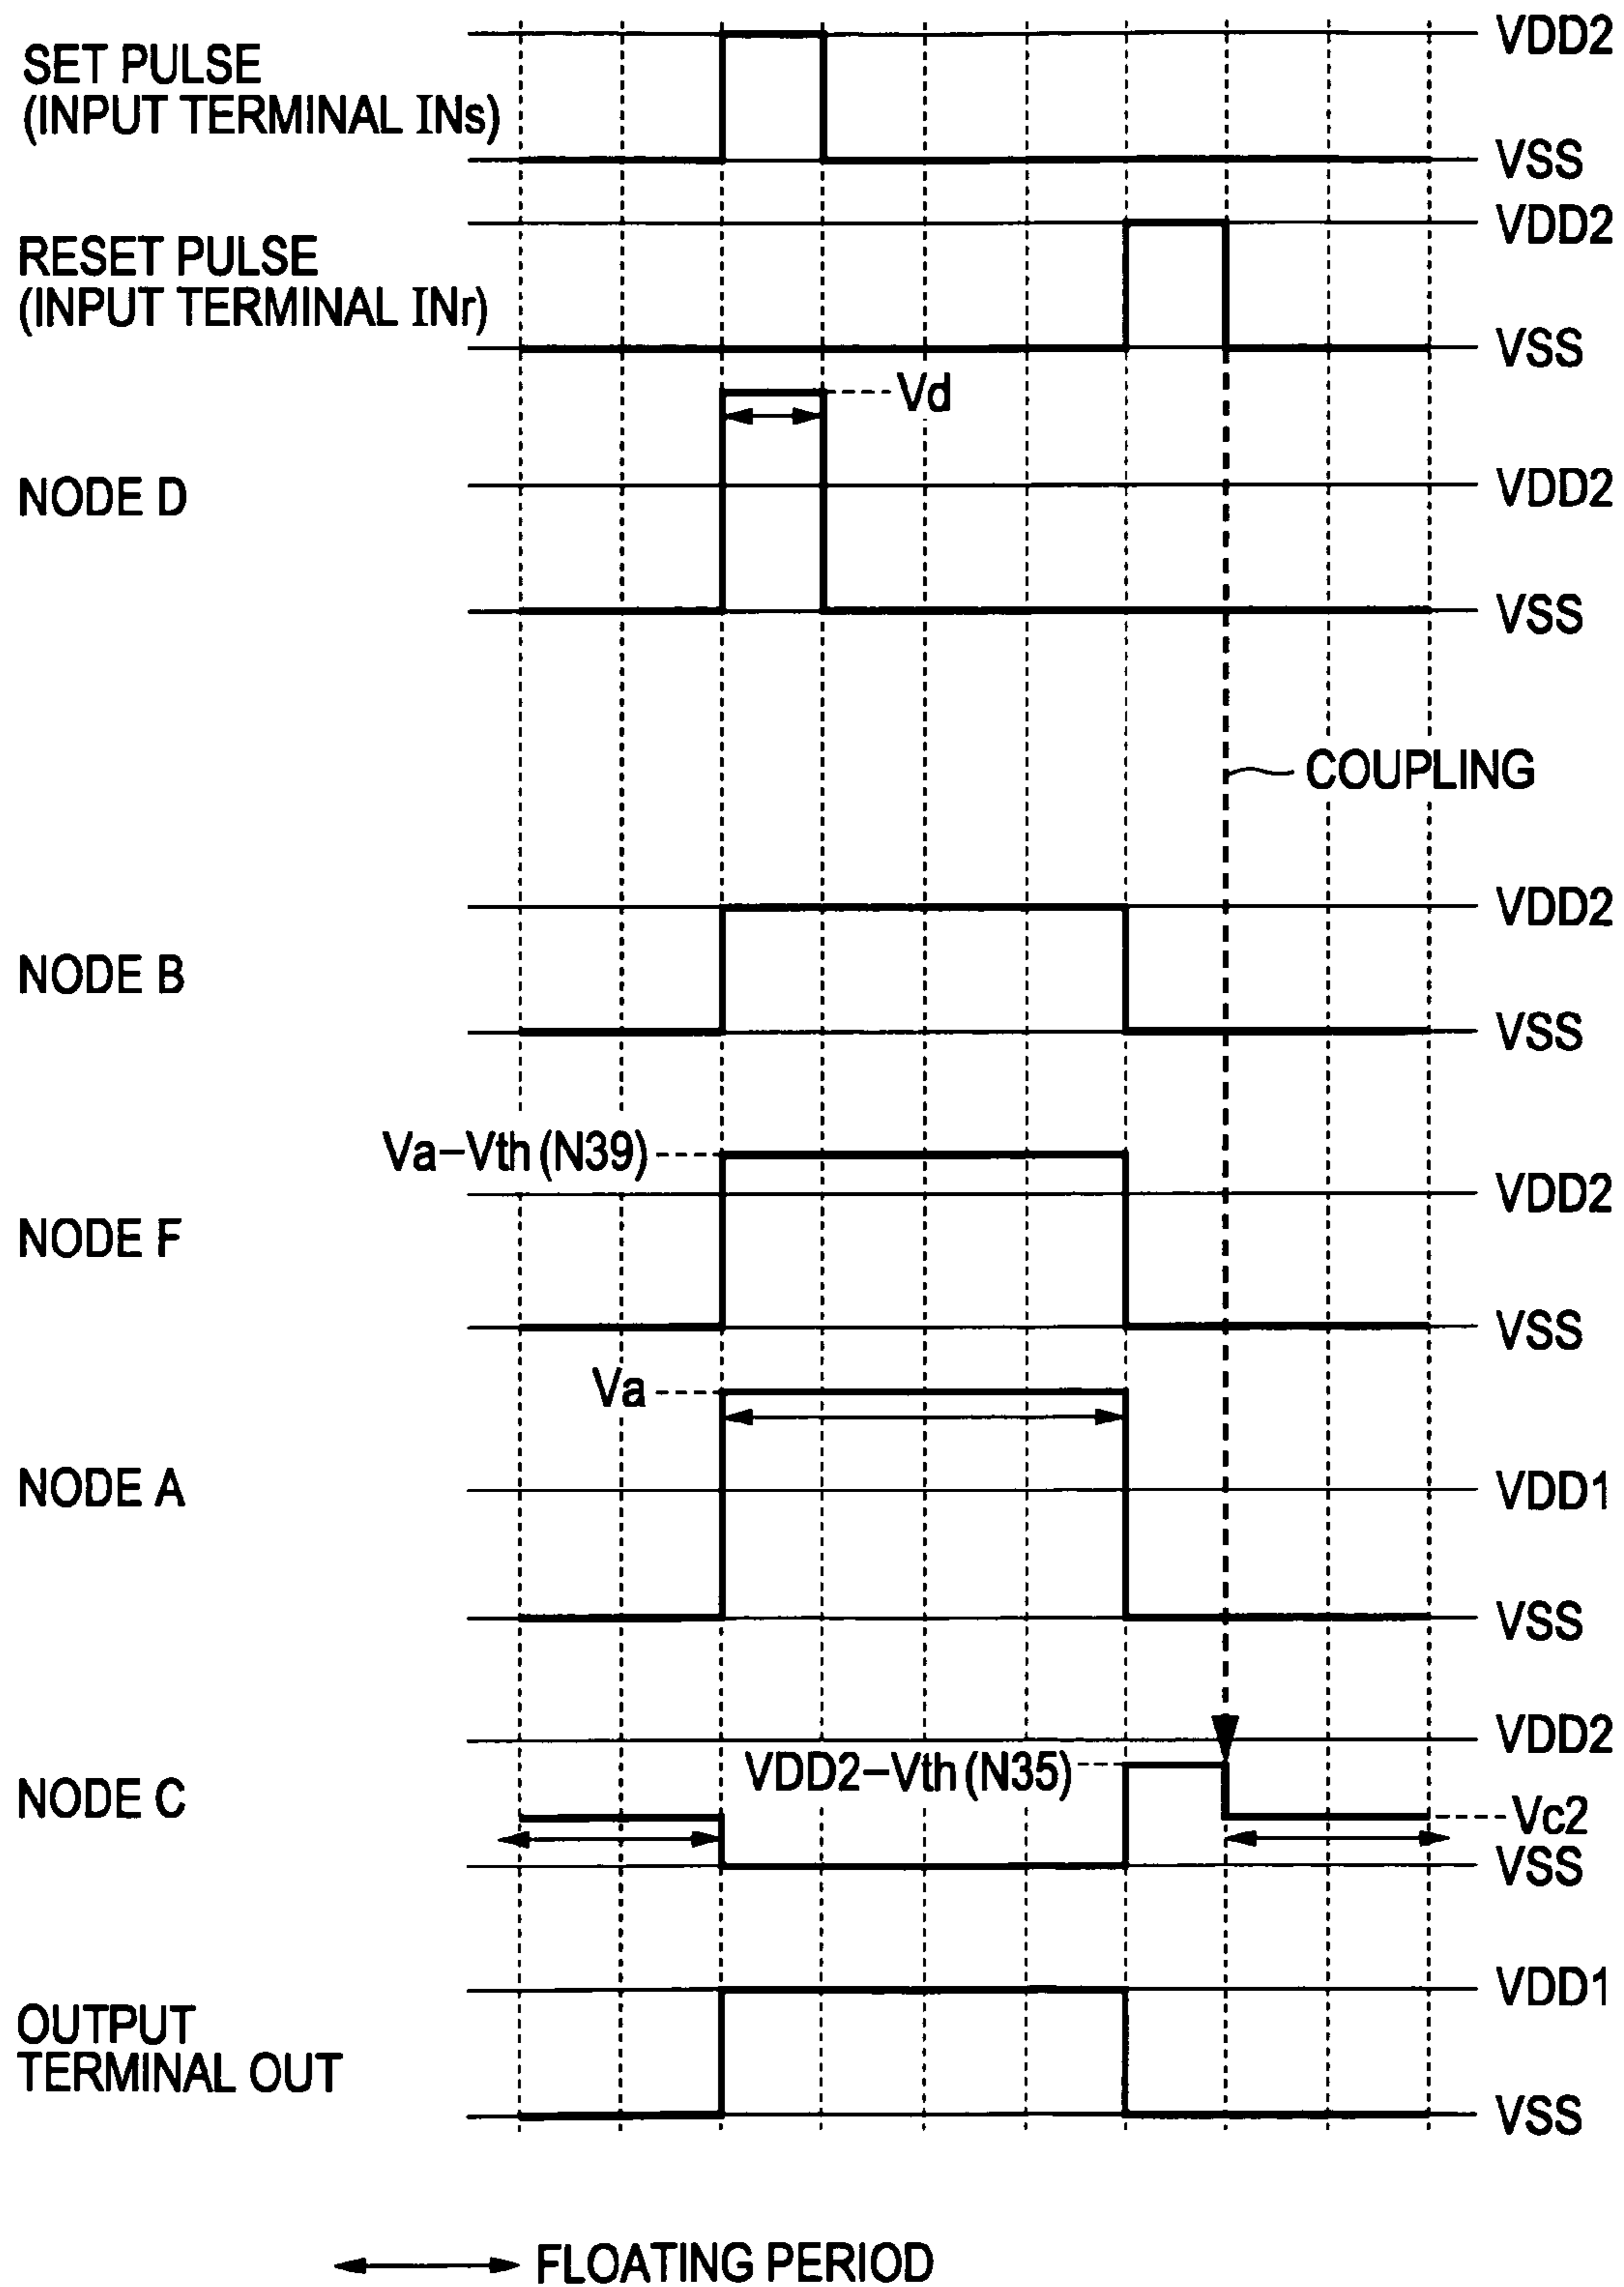 SET PULSE
(INPUT TERMINAL INs)
VDD2
VSS
RESET PULSE
(INPUT TERMINAL INr)
VDD2
VSS
Vd
NODE D
VDD2
VSS
COUPLING
NODE B
VDD2
VSS
Va-Vth (N39)
NODE F
VDD2
VSS
Va
NODE A
VDD1
VSS
VDD2
VDD2-Vth (N35)
NODE C
Vc2
VSS
OUTPUT
TERMINAL OUT
VDD1
VSS
FLOATING PERIOD